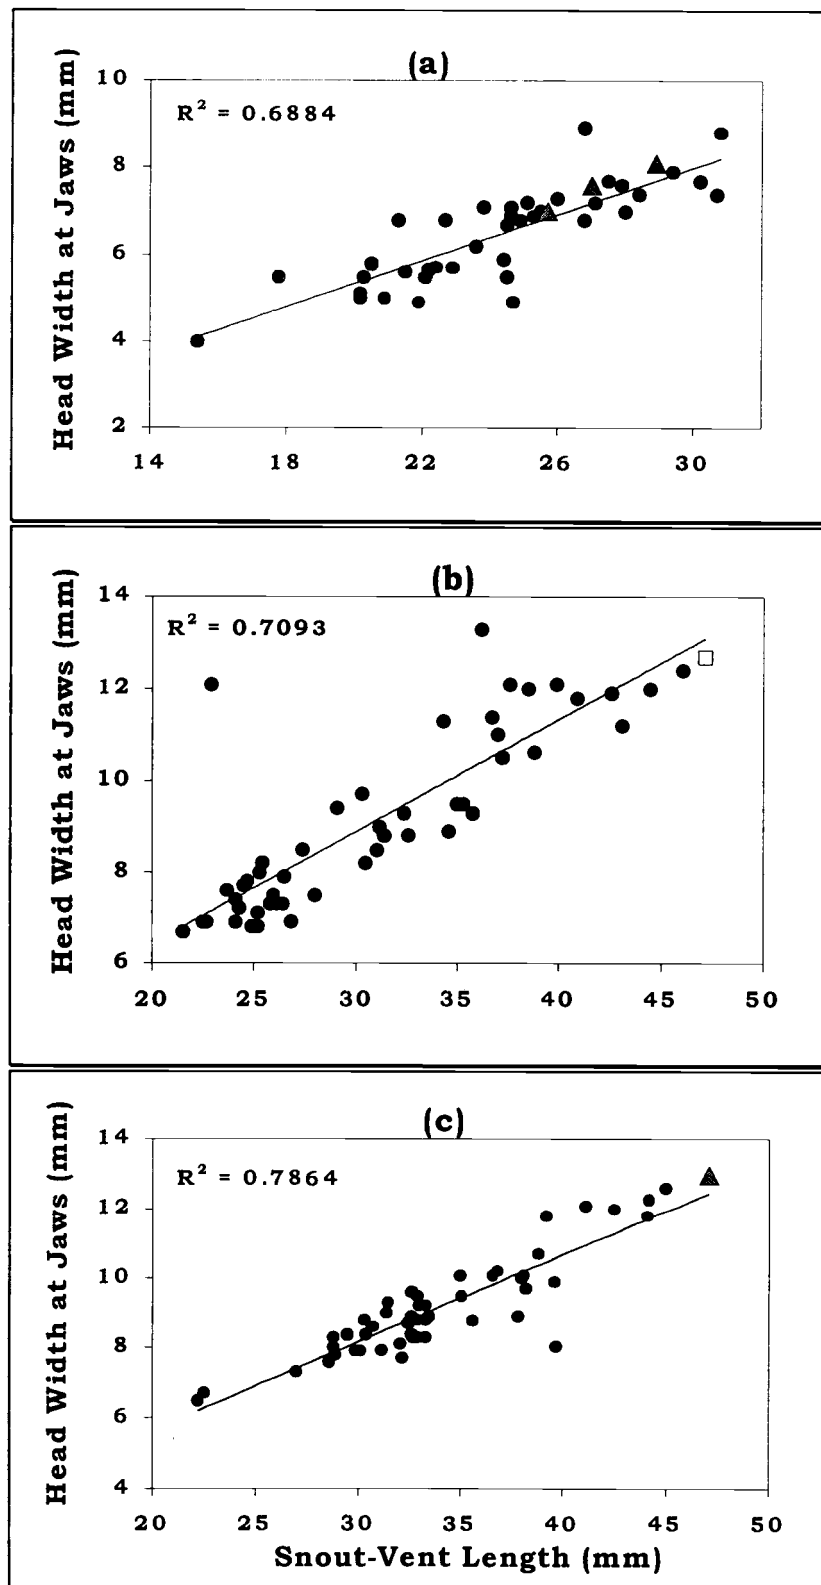 (a)
Head Width at Jaws (mm)
R² = 0.6884
10
8
6
4
2
14 18 22 26 30
(b)
Head Width at Jaws (mm)
R² = 0.7093
14
12
10
8
6
20 25 30 35 40 45 50
(c)
Head Width at Jaws (mm)
R² = 0.7864
14
12
10
8
6
4
20 25 30 35 40 45 50
Snout-Vent Length (mm)